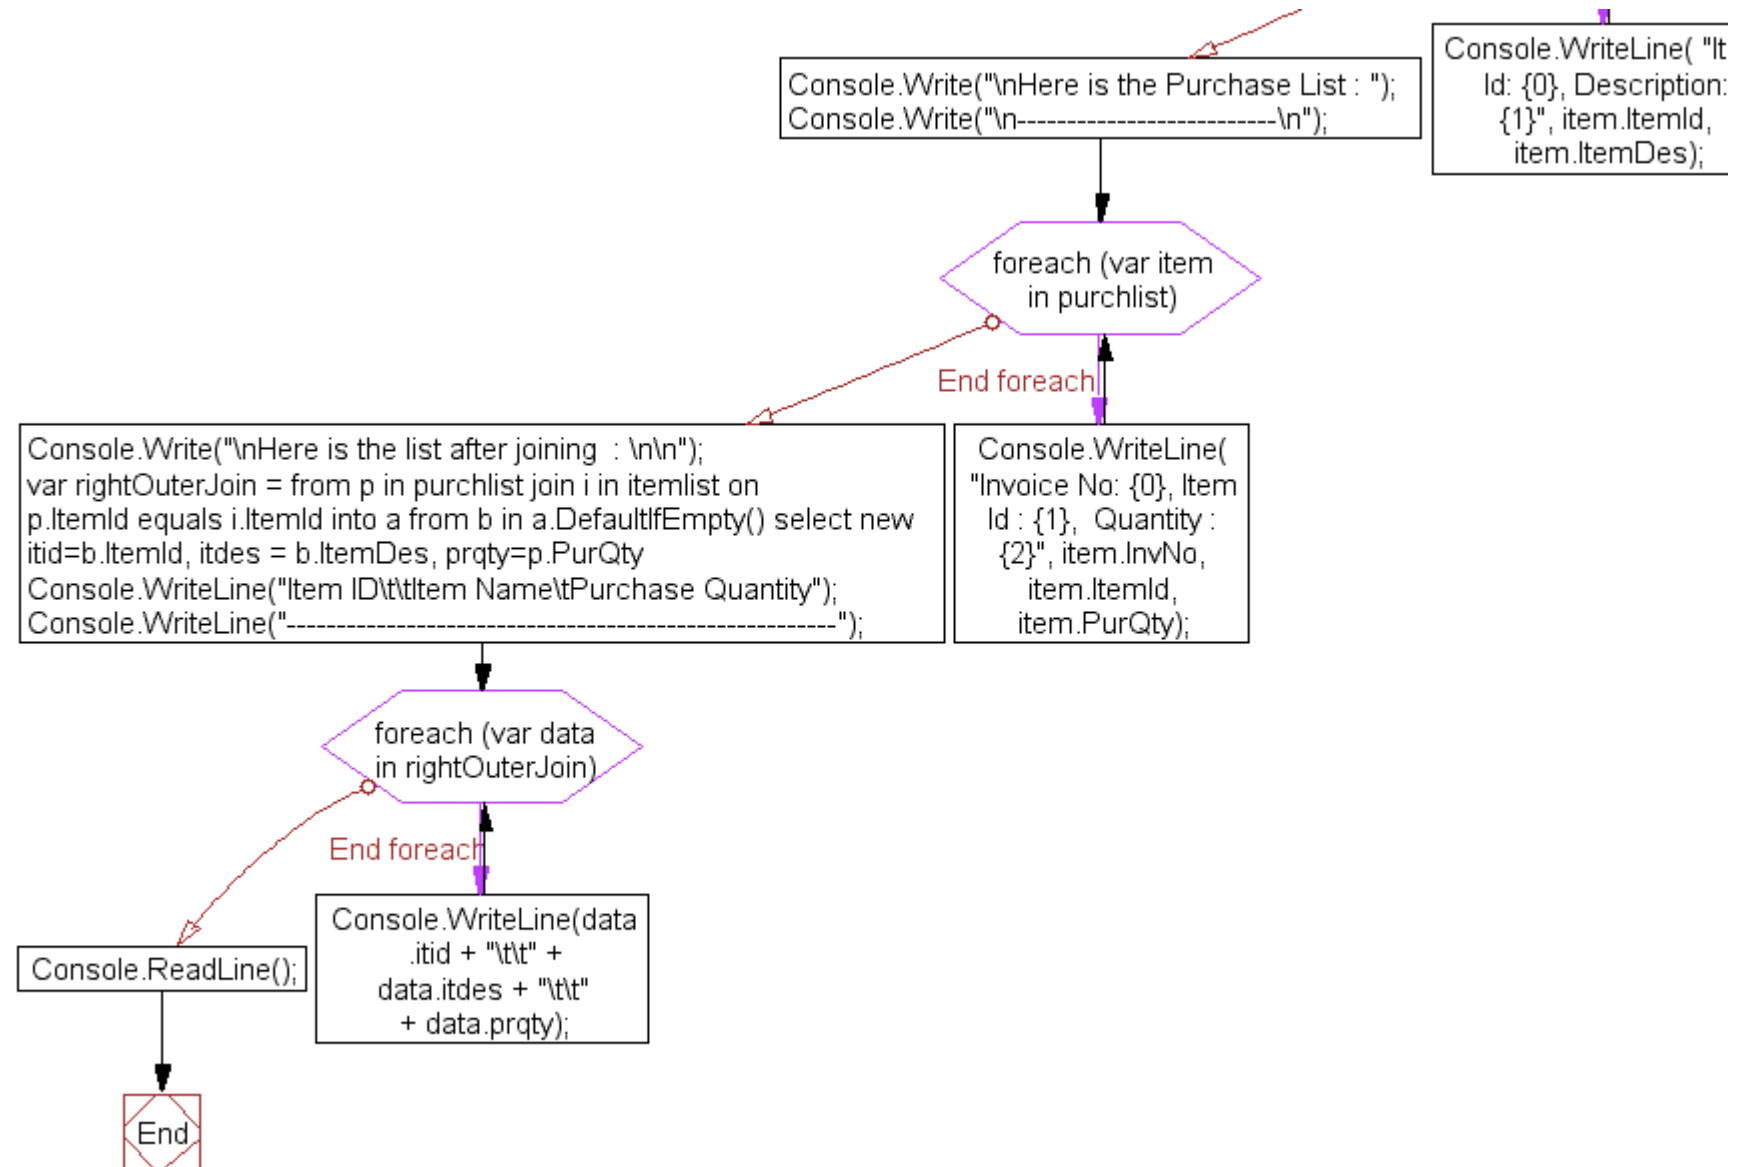 Console.Write("\nHere is the Purchase List : ");
Console.Write("\n--------------------------\n");
Console.WriteLine( "It
Id: {0}, Description:
{1}", item.ItemId,
item.ItemDes);
foreach (var item
in purchlist)
End foreach
Console.Write("\nHere is the list after joining  : \n\n");
var rightOuterJoin = from p in purchlist join i in itemlist on
p.ItemId equals i.ItemId into a from b in a.DefaultIfEmpty() select new
itid=b.ItemId, itdes = b.ItemDes, prqty=p.PurQty
Console.WriteLine("Item ID\t\tItem Name\tPurchase Quantity");
Console.WriteLine("-------------------------------------------------------");
Console.WriteLine(
"Invoice No: {0}, Item
Id : {1},  Quantity :
{2}", item.InvNo,
item.ItemId,
item.PurQty);
foreach (var data
in rightOuterJoin)
End foreach
Console.WriteLine(data
.itid + "\t\t" +
data.itdes + "\t\t"
+ data.prqty);
Console.ReadLine();
End